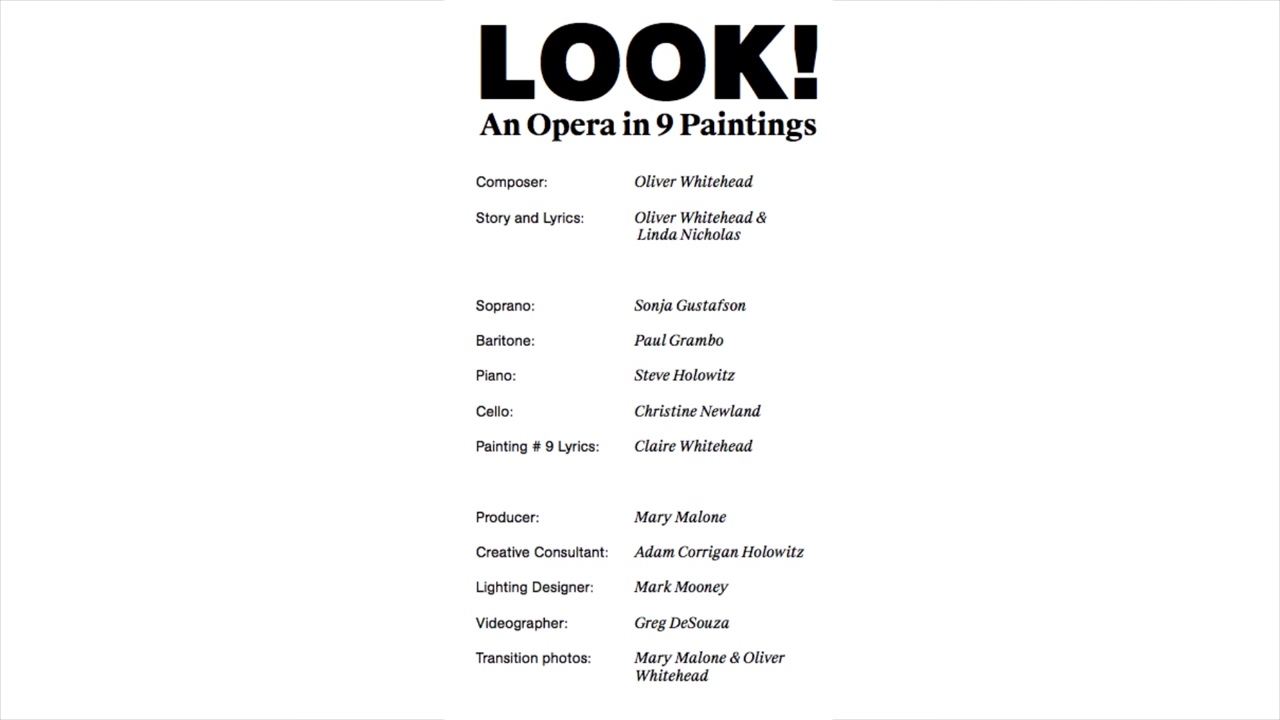 LOOK!
An Opera in 9 Paintings
Composer: Oliver Whitehead
Story and Lyrics: Oliver Whitehead &
Linda Nicholas
Soprano: Sonja Gustafson
Baritone: Paul Grambo
Piano: Steve Holowitz
Cello: Christine Newland
Painting # 9 Lyrics: Claire Whitehead
Producer: Mary Malone
Creative Consultant: Adam Corrigan Holowitz
Lighting Designer: Mark Mooney
Videographer: Greg DeSouza
Transition photos: Mary Malone & Oliver
Whitehead